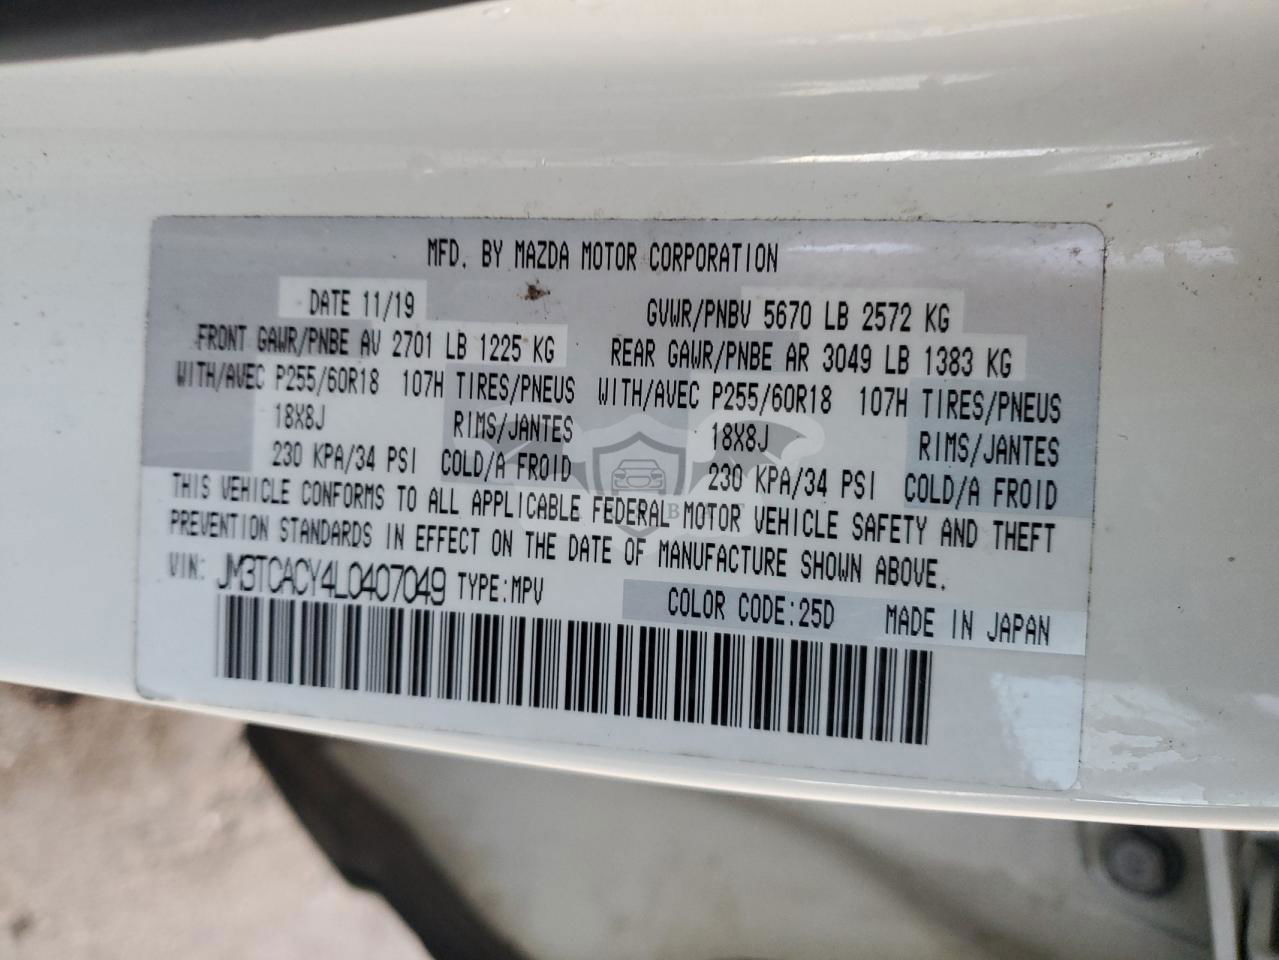 MFD. BY MAZDA MOTOR CORPORATION
DATE 11/19 GVWR/PNBV 5670 LB 2572 KG
FRONT GAWR/PNBE AV 2701 LB 1225 KG REAR GAWR/PNBE AR 3049 LB 1383 KG
WITH/AVEC P255/60R18 107H TIRES/PNEUS WITH/AVEC P255/60R18 107H TIRES/PNEUS
18X8J RIMS/JANTES 18X8J RIMS/JANTES
230 KPA/34 PSI COLD/A FROID 230 KPA/34 PSI COLD/A FROID
THIS VEHICLE CONFORMS TO ALL APPLICABLE FEDERAL MOTOR VEHICLE SAFETY AND THEFT
PREVENTION STANDARDS IN EFFECT ON THE DATE OF MANUFACTURE SHOWN ABOVE.
VIN: JM3TCACY4L0407049 TYPE:MPV COLOR CODE:25D MADE IN JAPAN